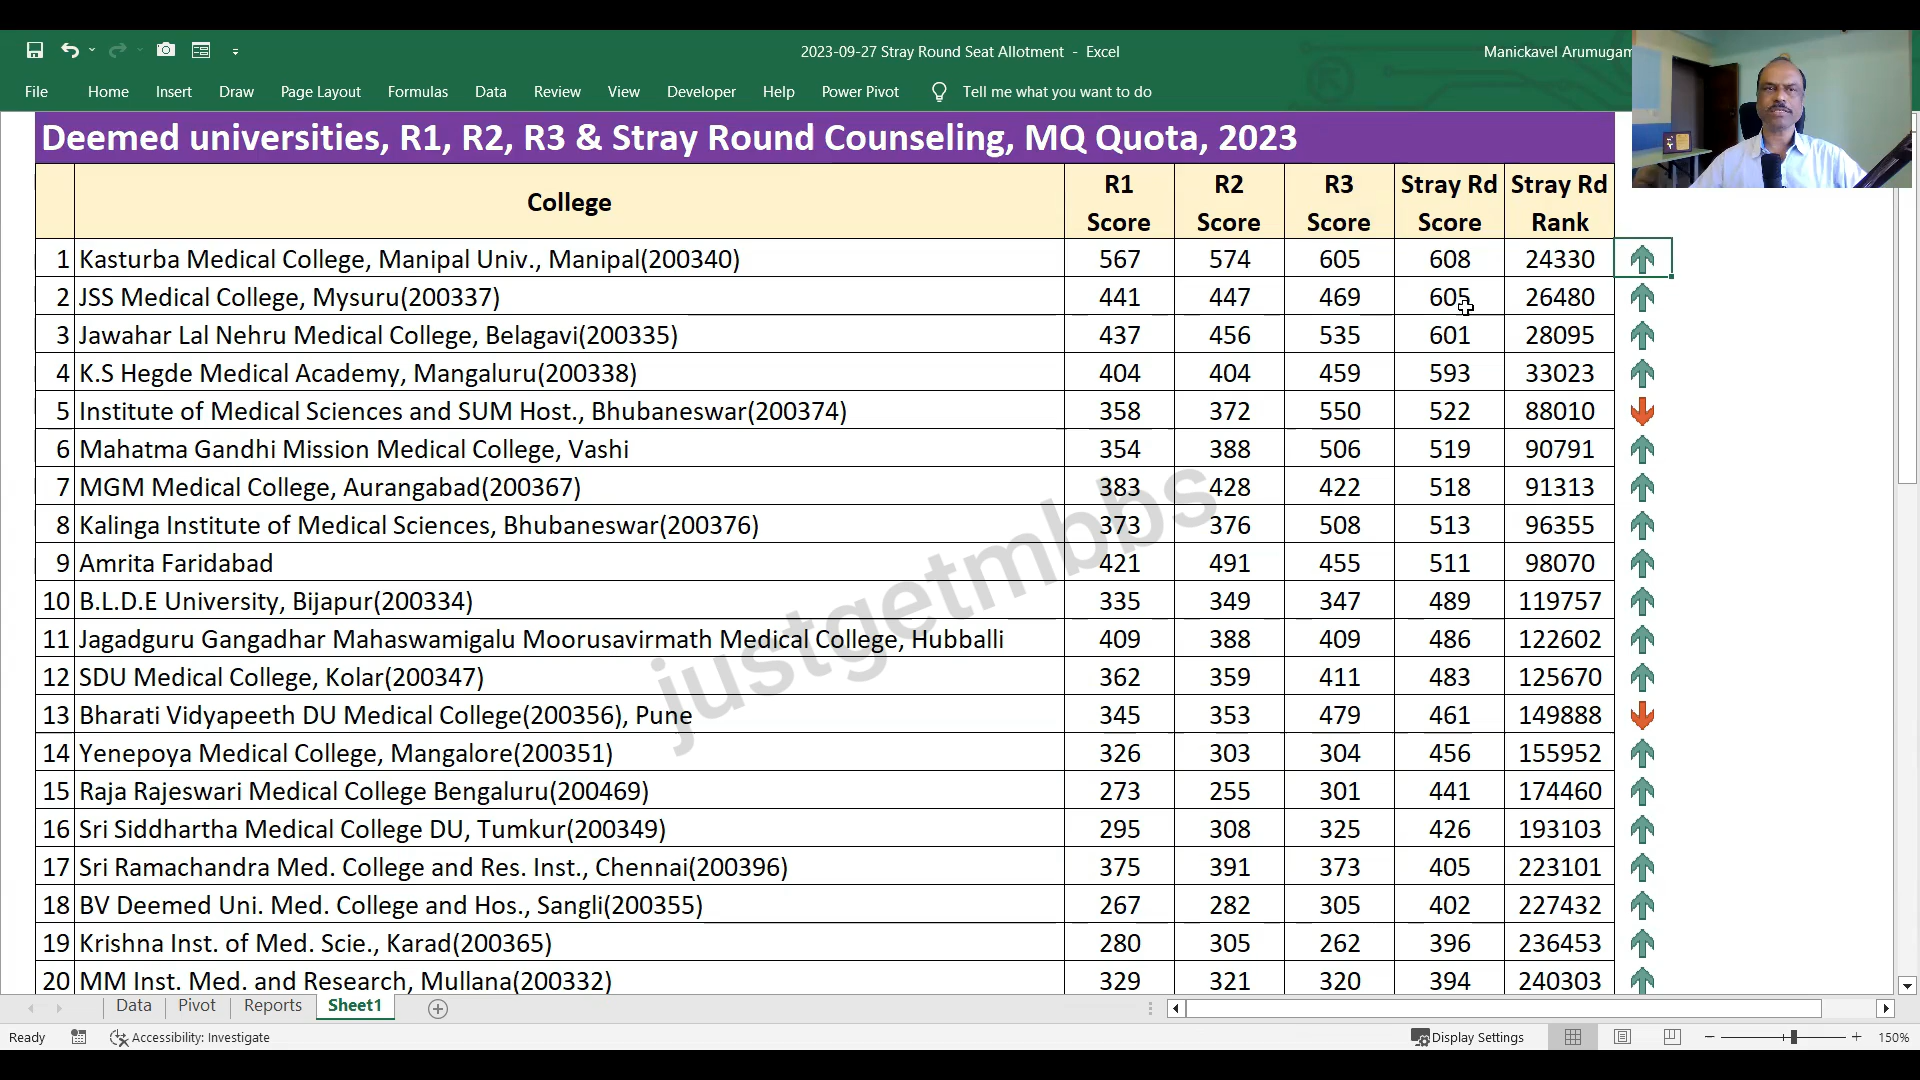 2023-09-27 Stray Round Seat Allotment - Excel
Manickavel Arumugam
File Home Insert Draw Page Layout Formulas Data Review View Developer Help Power Pivot Tell me what you want to do
Deemed universities, R1, R2, R3 & Stray Round Counseling, MQ Quota, 2023
College R1 Score R2 Score R3 Score Stray Rd Score Stray Rd Rank
1 Kasturba Medical College, Manipal Univ., Manipal(200340) 567 574 605 608 24330
2 JSS Medical College, Mysuru(200337) 441 447 469 605 26480
3 Jawahar Lal Nehru Medical College, Belagavi(200335) 437 456 535 601 28095
4 K.S Hegde Medical Academy, Mangaluru(200338) 404 404 459 593 33023
5 Institute of Medical Sciences and SUM Host., Bhubaneswar(200374) 358 372 550 522 88010
6 Mahatma Gandhi Mission Medical College, Vashi 354 388 506 519 90791
7 MGM Medical College, Aurangabad(200367) 383 428 422 518 91313
8 Kalinga Institute of Medical Sciences, Bhubaneswar(200376) 373 376 508 513 96355
9 Amrita Faridabad 421 491 455 511 98070
10 B.L.D.E University, Bijapur(200334) 335 349 347 489 119757
11 Jagadguru Gangadhar Mahaswamigalu Moorusavirmath Medical College, Hubballi 409 388 409 486 122602
12 SDU Medical College, Kolar(200347) 362 359 411 483 125670
13 Bharati Vidyapeeth DU Medical College(200356), Pune 345 353 479 461 149888
14 Yenepoya Medical College, Mangalore(200351) 326 303 304 456 155952
15 Raja Rajeswari Medical College Bengaluru(200469) 273 255 301 441 174460
16 Sri Siddhartha Medical College DU, Tumkur(200349) 295 308 325 426 193103
17 Sri Ramachandra Med. College and Res. Inst., Chennai(200396) 375 391 373 405 223101
18 BV Deemed Uni. Med. College and Hos., Sangli(200355) 267 282 305 402 227432
19 Krishna Inst. of Med. Scie., Karad(200365) 280 305 262 396 236453
20 MM Inst. Med. and Research, Mullana(200332) 329 321 320 394 240303
justgetmbbs
Data Pivot Reports Sheet1
Ready Accessibility: Investigate Display Settings 150%